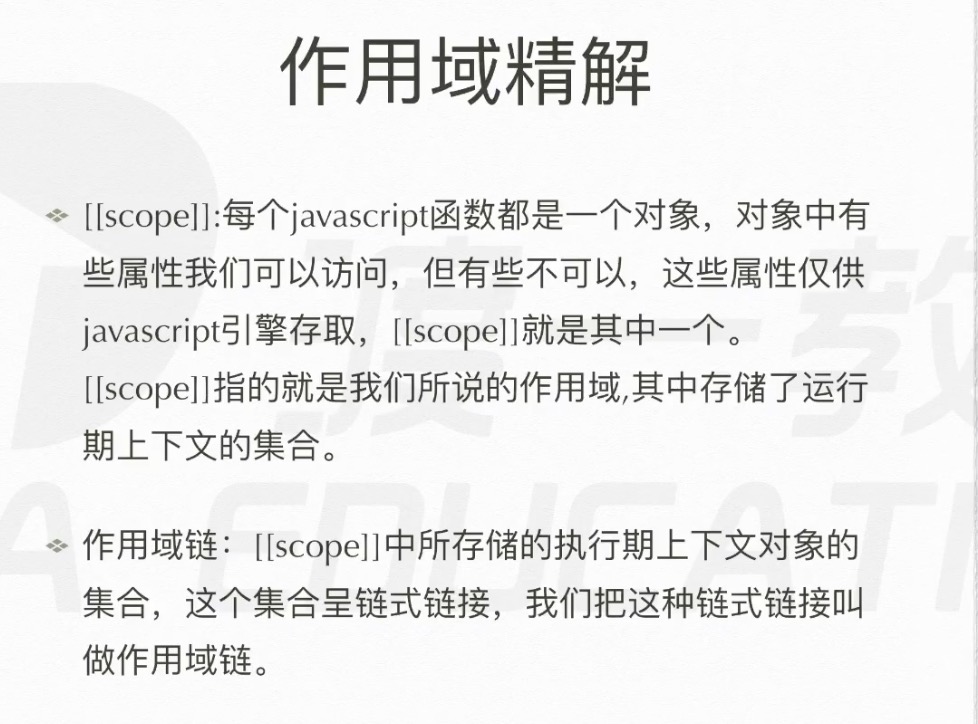 作用域精解
[[scope]]:每个javascript函数都是一个对象，对象中有
些属性我们可以访问，但有些不可以，这些属性仅供
javascript引擎存取，[[scope]]就是其中一个。
[[scope]]指的就是我们所说的作用域,其中存储了运行
期上下文的集合。
作用域链：[[scope]]中所存储的执行期上下文对象的
集合，这个集合呈链式链接，我们把这种链式链接叫
做作用域链。
渡一教
A EDUCATI